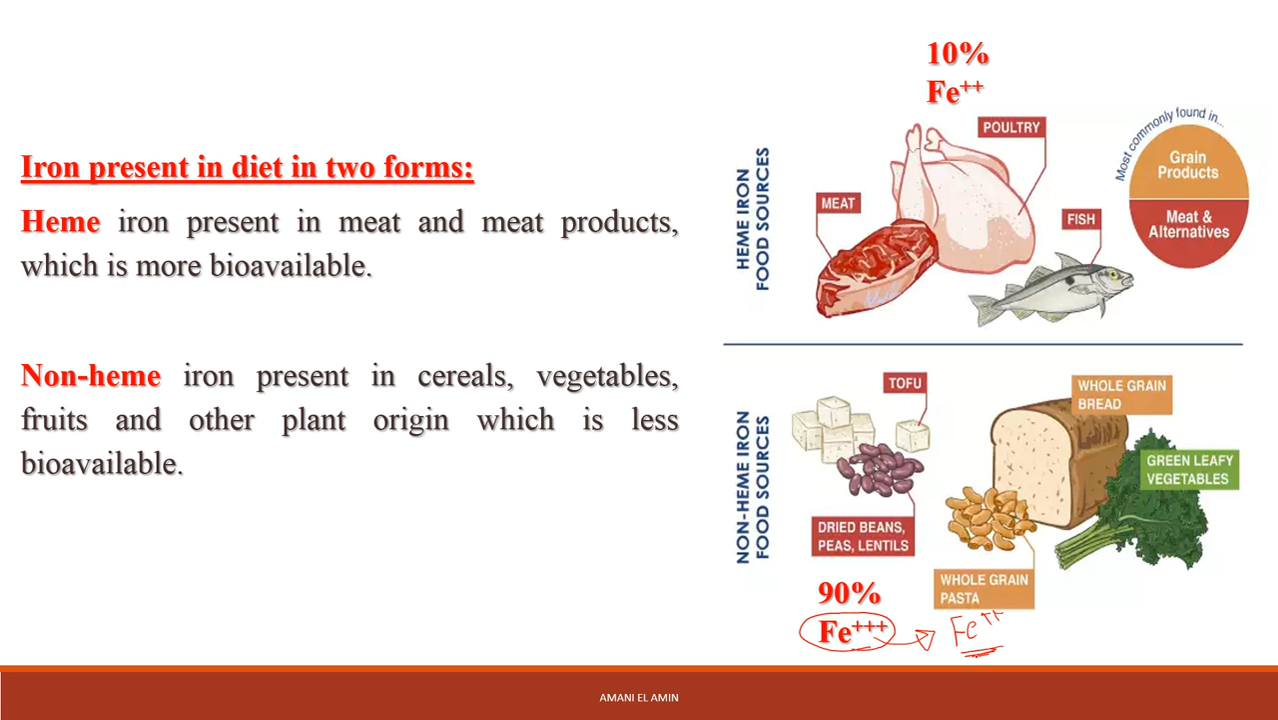 Iron present in diet in two forms:
Heme iron present in meat and meat products,
which is more bioavailable.
Non-heme iron present in cereals, vegetables,
fruits and other plant origin which is less
bioavailable.
10%
Fe++
HEME IRON
FOOD SOURCES
POULTRY
MEAT
FISH
Most commonly found in...
Grain
Products
Meat &
Alternatives
NON-HEME IRON
FOOD SOURCES
TOFU
WHOLE GRAIN
BREAD
GREEN LEAFY
VEGETABLES
DRIED BEANS,
PEAS, LENTILS
WHOLE GRAIN
PASTA
90%
Fe+++ → Fe++
AMANI EL AMIN